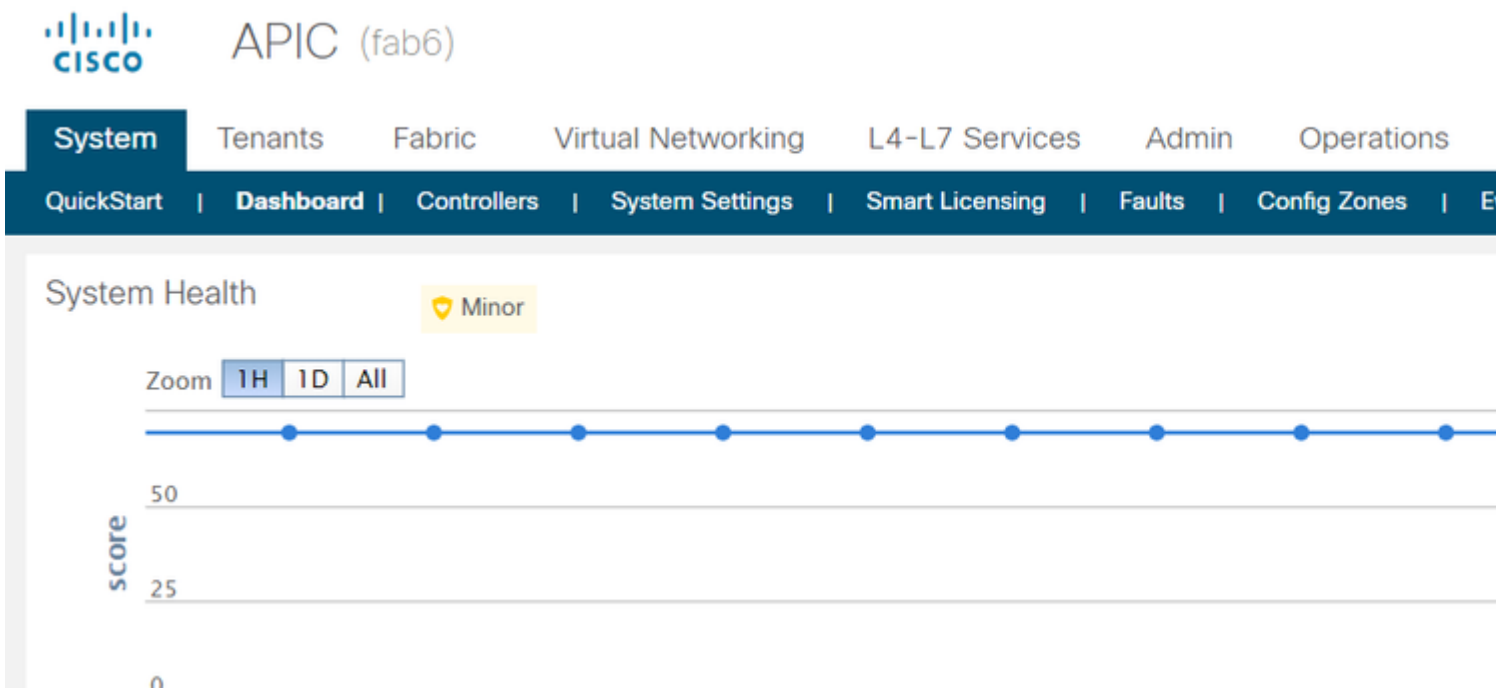 CISCO APIC (fab6)
System Tenants Fabric Virtual Networking L4-L7 Services Admin Operations
QuickStart | Dashboard | Controllers | System Settings | Smart Licensing | Faults | Config Zones |
System Health Minor
Zoom 1H 1D All
50
score
25
0